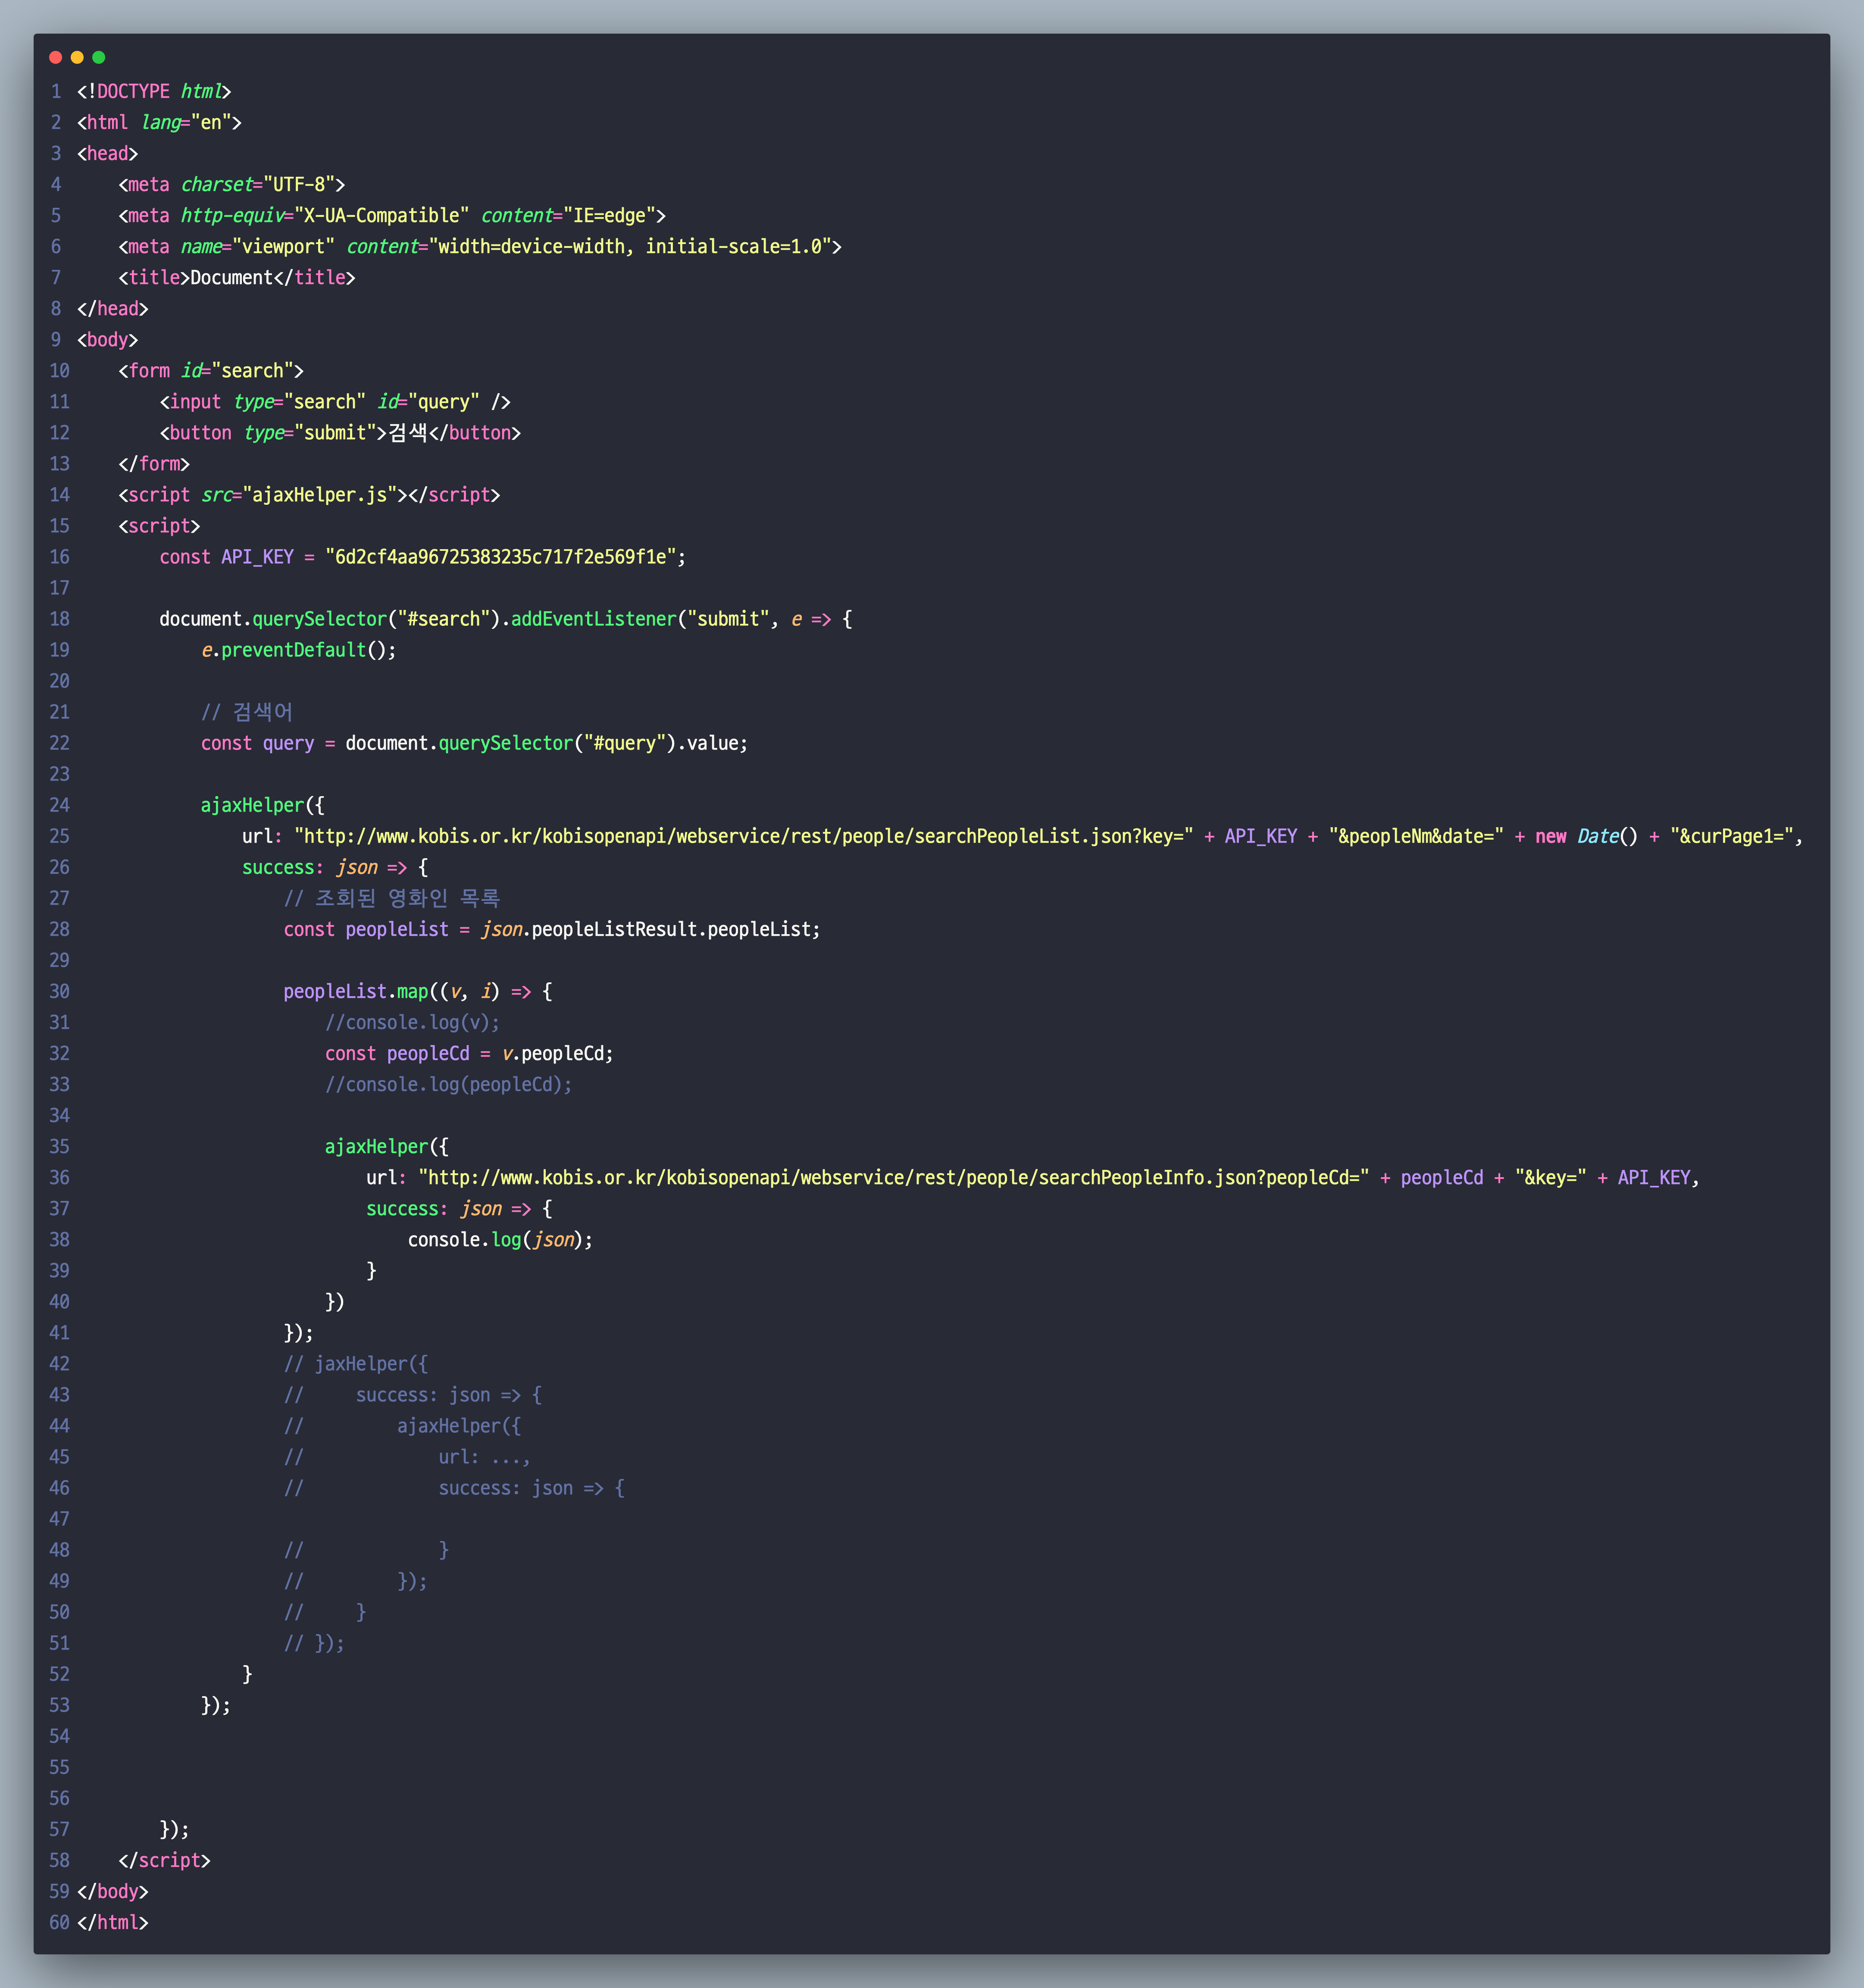 1 <!DOCTYPE html>
2 <html lang="en">
3 <head>
4     <meta charset="UTF-8">
5     <meta http-equiv="X-UA-Compatible" content="IE=edge">
6     <meta name="viewport" content="width=device-width, initial-scale=1.0">
7     <title>Document</title>
8 </head>
9 <body>
10     <form id="search">
11         <input type="search" id="query" />
12         <button type="submit">검색</button>
13     </form>
14     <script src="ajaxHelper.js"></script>
15     <script>
16         const API_KEY = "6d2cf4aa96725383235c717f2e569f1e";
17
18         document.querySelector("#search").addEventListener("submit", e => {
19             e.preventDefault();
20
21             // 검색어
22             const query = document.querySelector("#query").value;
23
24             ajaxHelper({
25                 url: "http://www.kobis.or.kr/kobisopenapi/webservice/rest/people/searchPeopleList.json?key=" + API_KEY + "&peopleNm&date=" + new Date() + "&curPage1=",
26                 success: json => {
27                     // 조회된 영화인 목록
28                     const peopleList = json.peopleListResult.peopleList;
29
30                     peopleList.map((v, i) => {
31                         //console.log(v);
32                         const peopleCd = v.peopleCd;
33                         //console.log(peopleCd);
34
35                         ajaxHelper({
36                             url: "http://www.kobis.or.kr/kobisopenapi/webservice/rest/people/searchPeopleInfo.json?peopleCd=" + peopleCd + "&key=" + API_KEY,
37                             success: json => {
38                                 console.log(json);
39                             }
40                         })
41                     });
42                     // jaxHelper({
43                     //     success: json => {
44                     //         ajaxHelper({
45                     //             url: ...,
46                     //             success: json => {
47
48                     //             }
49                     //         });
50                     //     }
51                     // });
52                 }
53             });
54
55
56
57         });
58     </script>
59 </body>
60 </html>